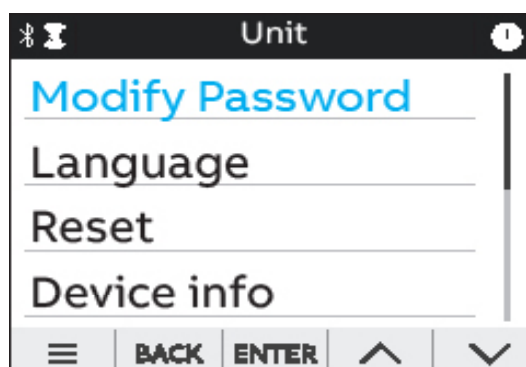 Unit
Modify Password
Language
Reset
Device info
BACK ENTER